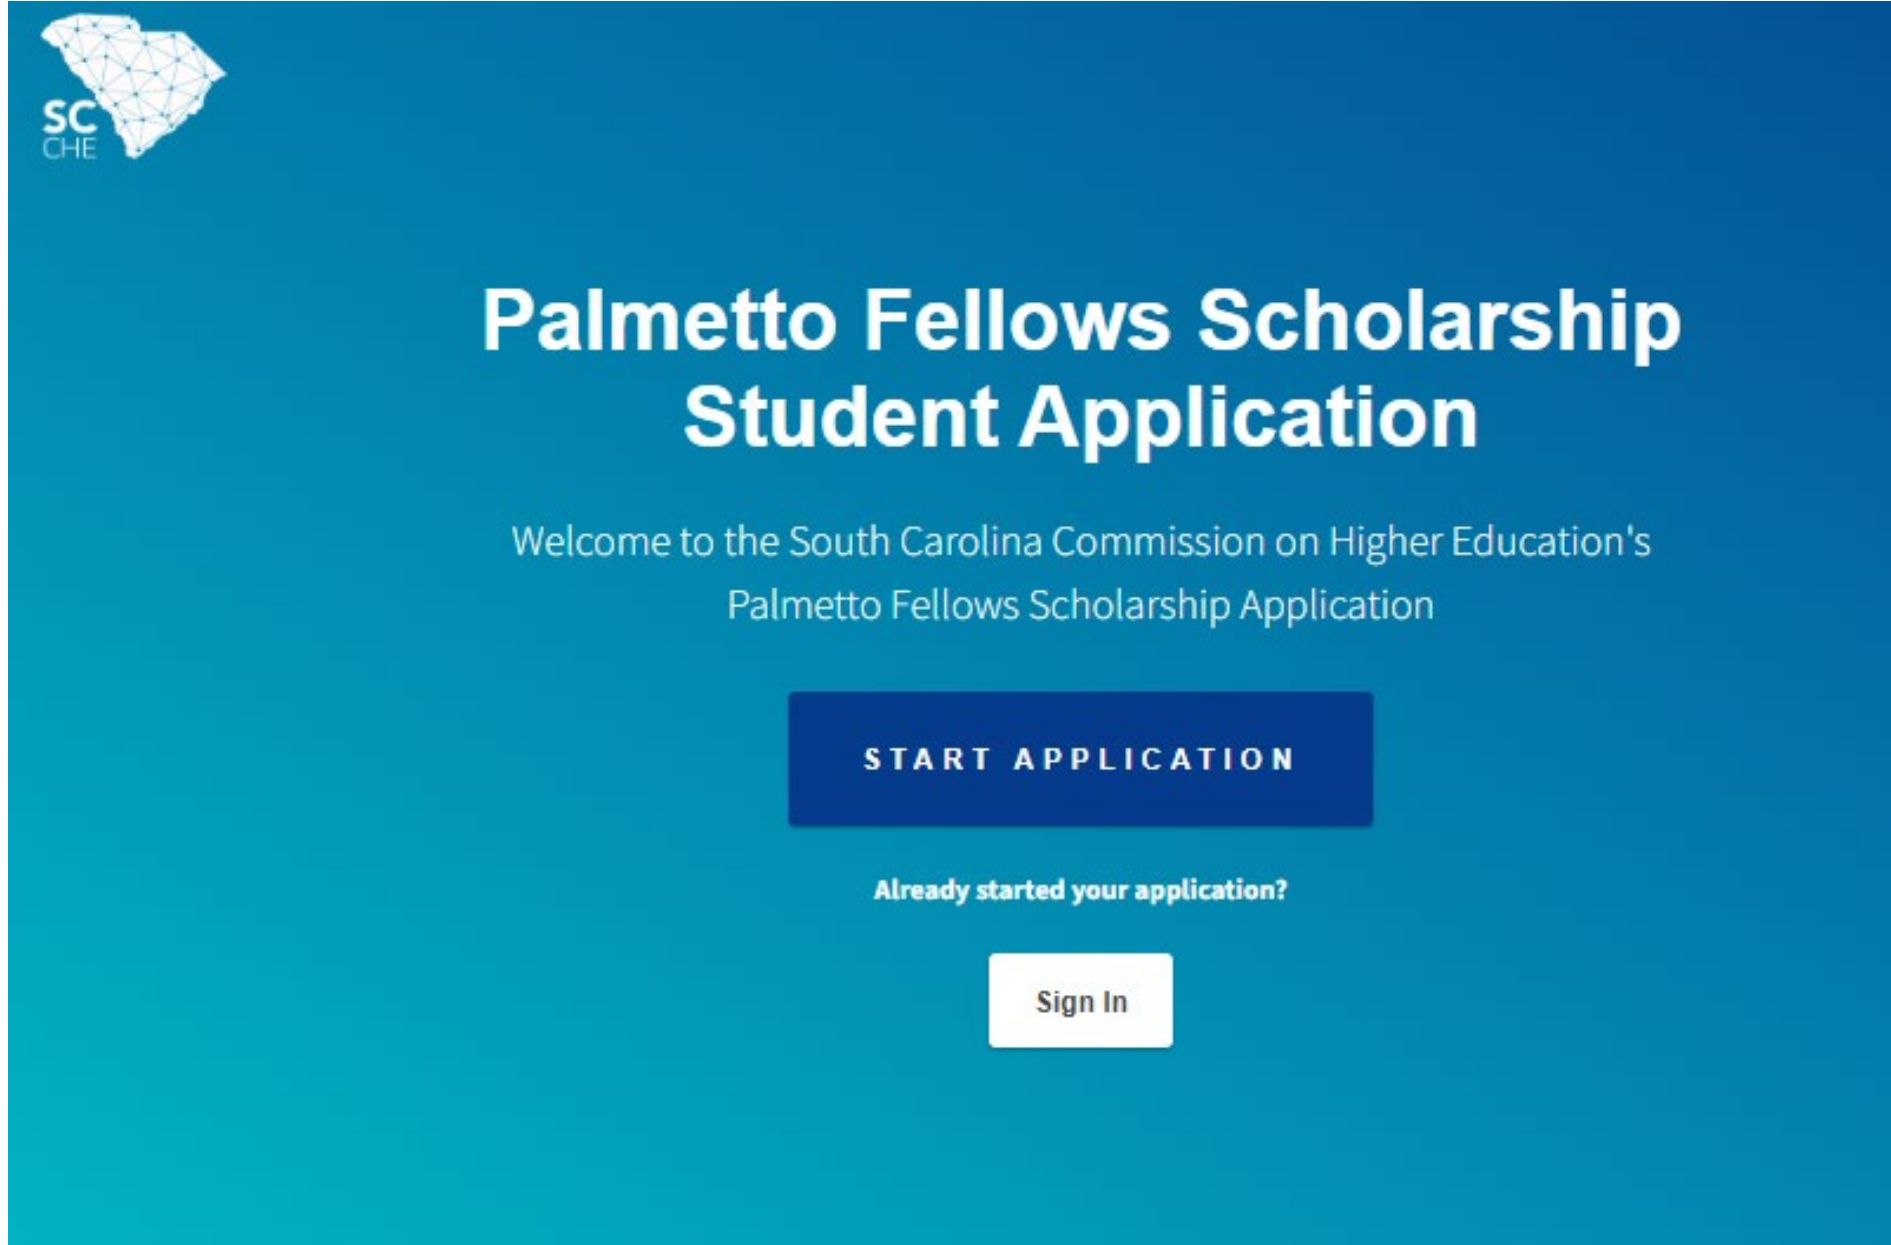 SC
CHE
Palmetto Fellows Scholarship
Student Application
Welcome to the South Carolina Commission on Higher Education's
Palmetto Fellows Scholarship Application
START APPLICATION
Already started your application?
Sign In